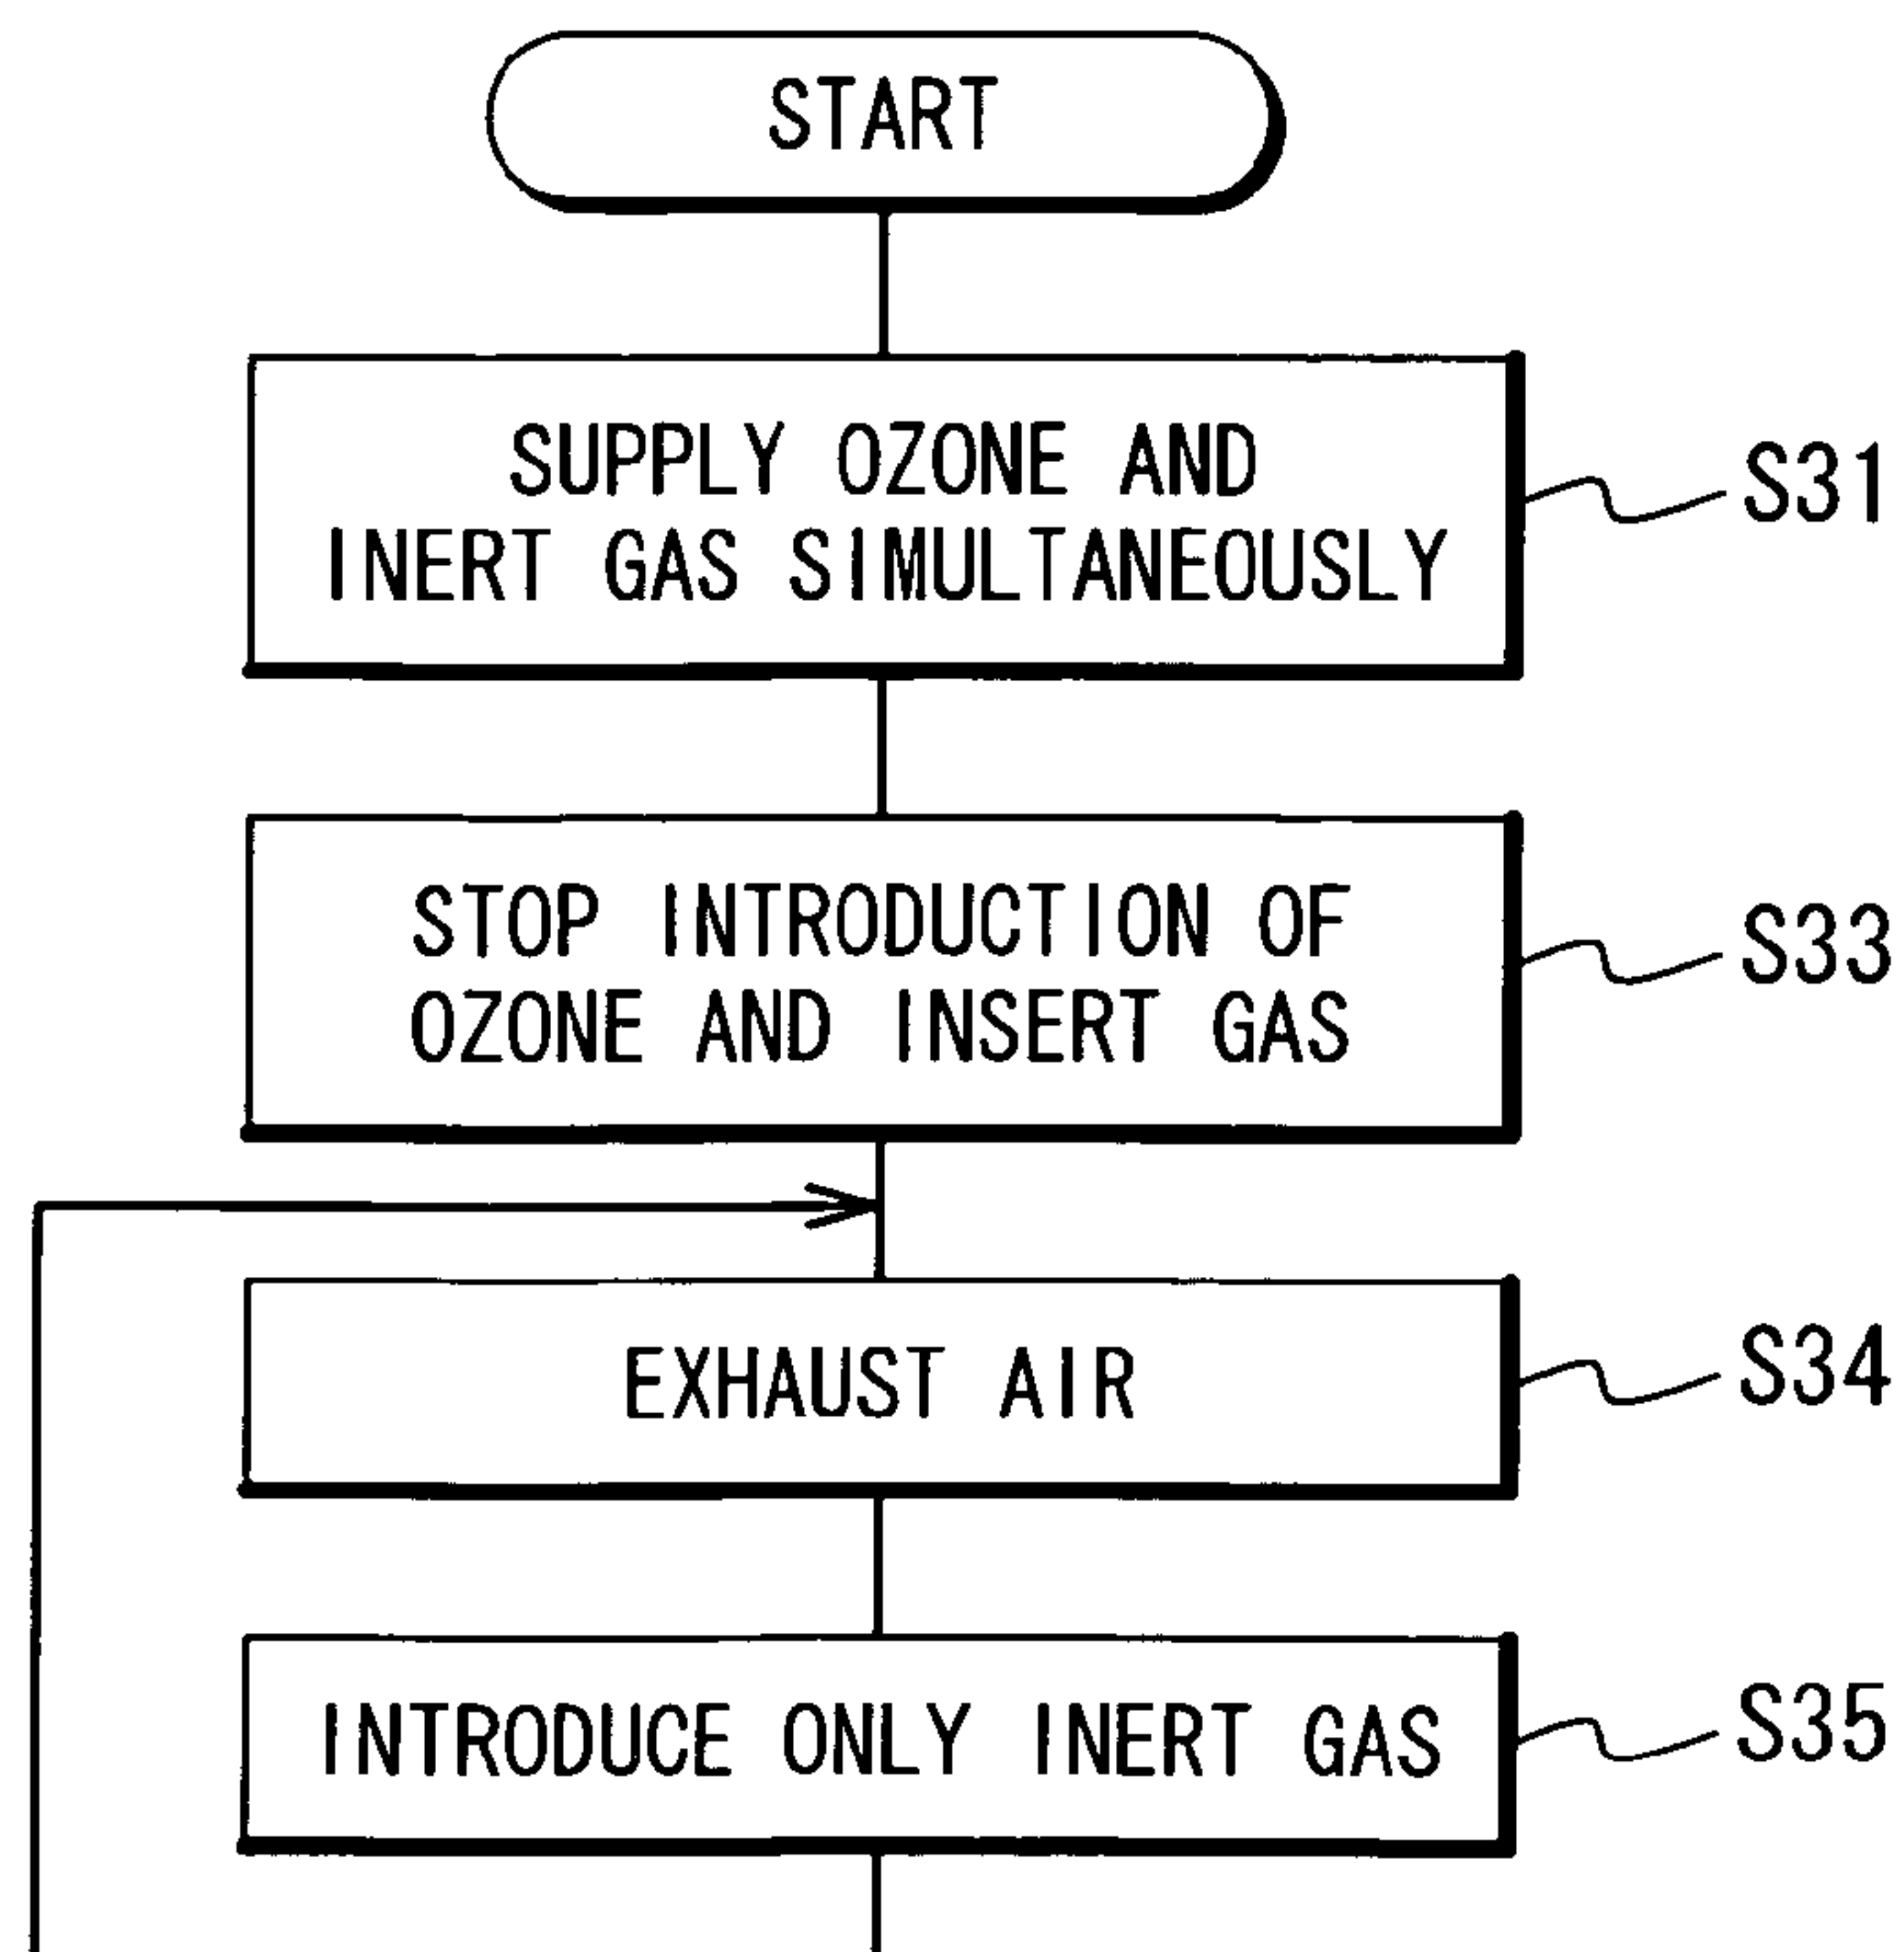 START
SUPPLY OZONE AND
INERT GAS SIMULTANEOUSLY
S31
STOP INTRODUCTION OF
OZONE AND INSERT GAS
S33
EXHAUST AIR
S34
INTRODUCE ONLY INERT GAS
S35